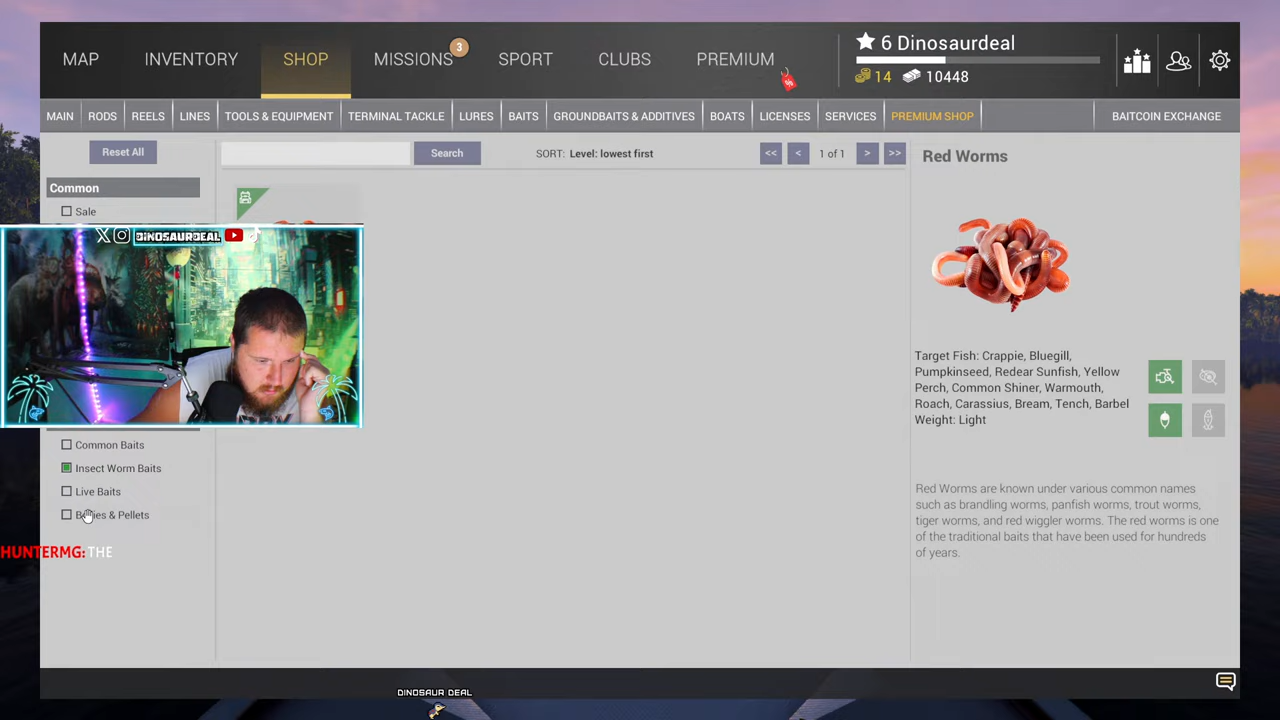 MAP INVENTORY SHOP MISSIONS 3 SPORT CLUBS PREMIUM
6 Dinosaurdeal
14 10448
MAIN RODS REELS LINES TOOLS & EQUIPMENT TERMINAL TACKLE LURES BAITS GROUNDBAITS & ADDITIVES BOATS LICENSES SERVICES PREMIUM SHOP BAITCOIN EXCHANGE
Reset All
Search
SORT: Level: lowest first
<< < 1 of 1 > >>
Common
Sale
DINOSAURDEAL
Common Baits
Insect Worm Baits
Live Baits
& Pellets
HUNTERMG: THE
Red Worms
Target Fish: Crappie, Bluegill,
Pumpkinseed, Redear Sunfish, Yellow
Perch, Common Shiner, Warmouth,
Roach, Carassius, Bream, Tench, Barbel
Weight: Light
Red Worms are known under various common names
such as brandling worms, panfish worms, trout worms,
tiger worms, and red wiggler worms. The red worms is one
of the traditional baits that have been used for hundreds
of years.
DINOSAUR DEAL